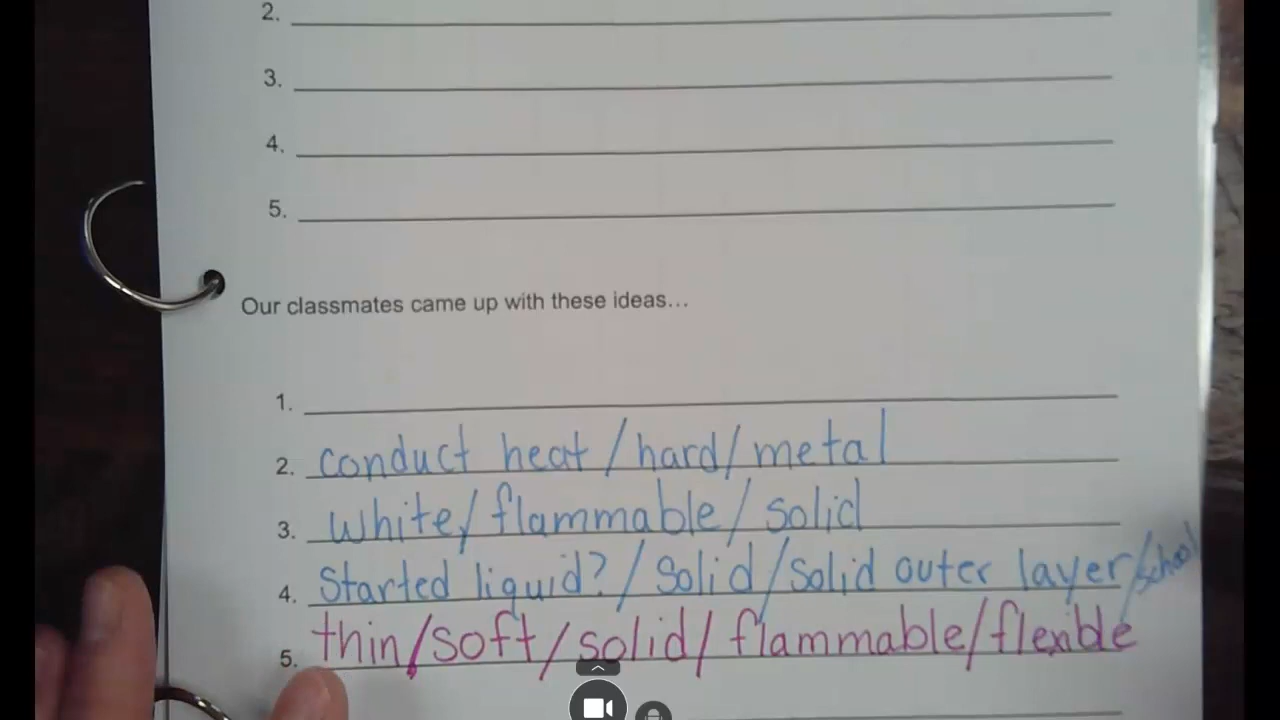 2.
3.
4.
5.
Our classmates came up with these ideas...
1.
2. conduct heat / hard / metal
3. white / flammable / solid
4. Started liquid? / Solid / Solid outer layer / school
5. thin / soft / solid / flammable / flexible